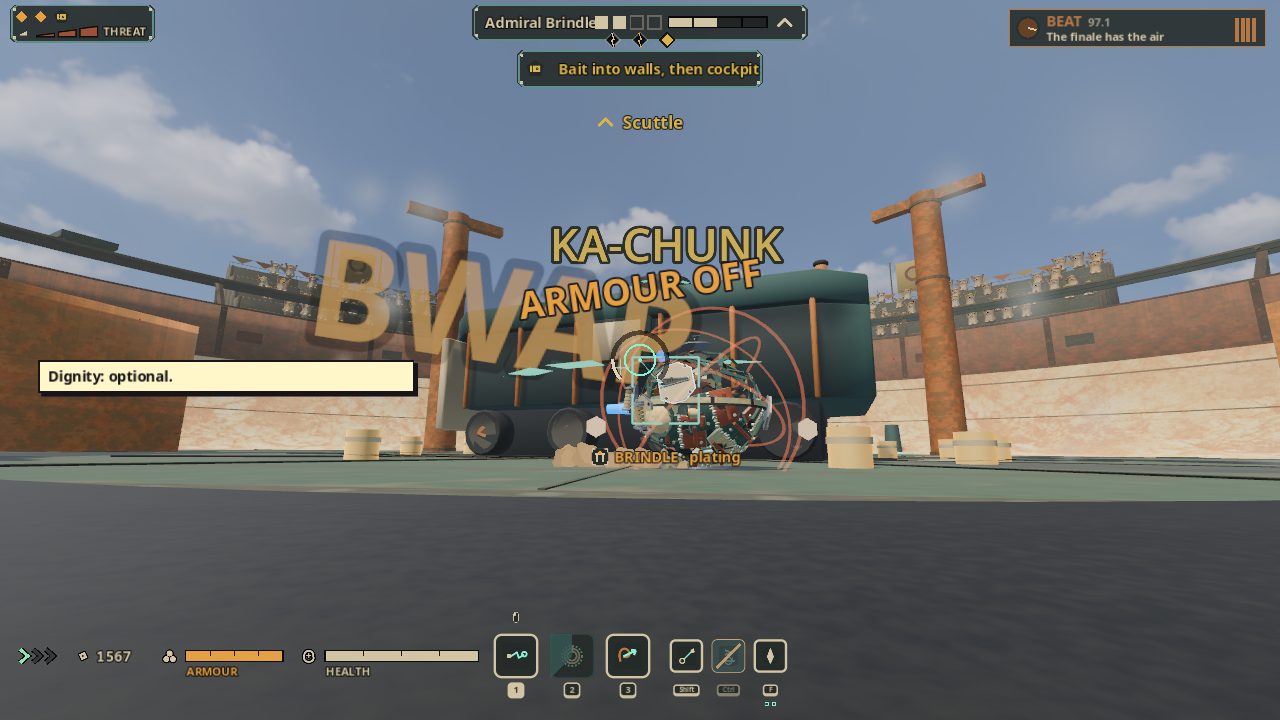 THREAT
Admiral Brindle
BEAT 97.1
The finale has the air
Bait into walls, then cockpit
Scuttle
KA-CHUNK
ARMOUR OFF
BWAP
Dignity: optional.
BRINDLE · plating
1567
ARMOUR
HEALTH
1
2
3
Shift
Ctrl
F